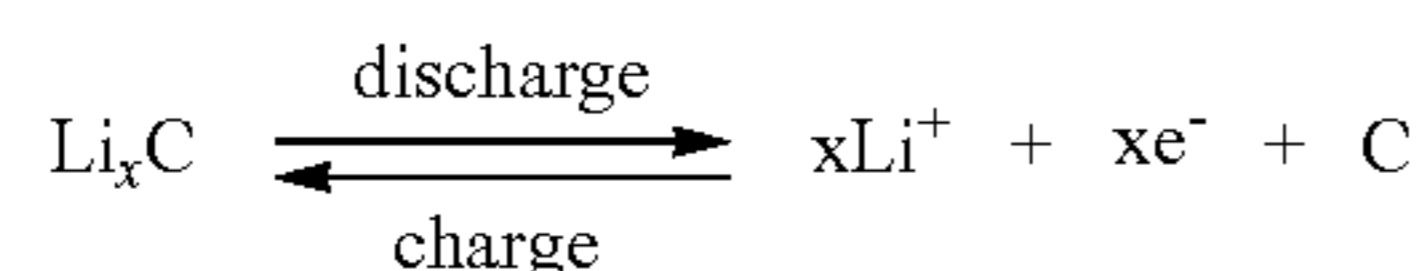 discharge
LiₓC ⇄ xLi⁺ + xe⁻ + C
charge